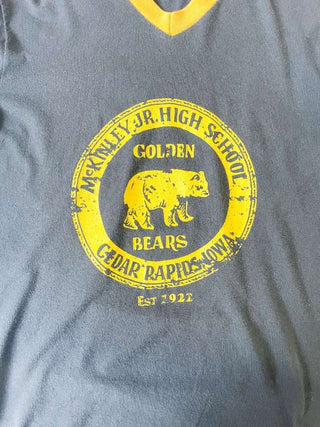 McKINLEY JR. HIGH SCHOOL
GOLDEN
BEARS
CEDAR RAPIDS, IOWA
EST 1922